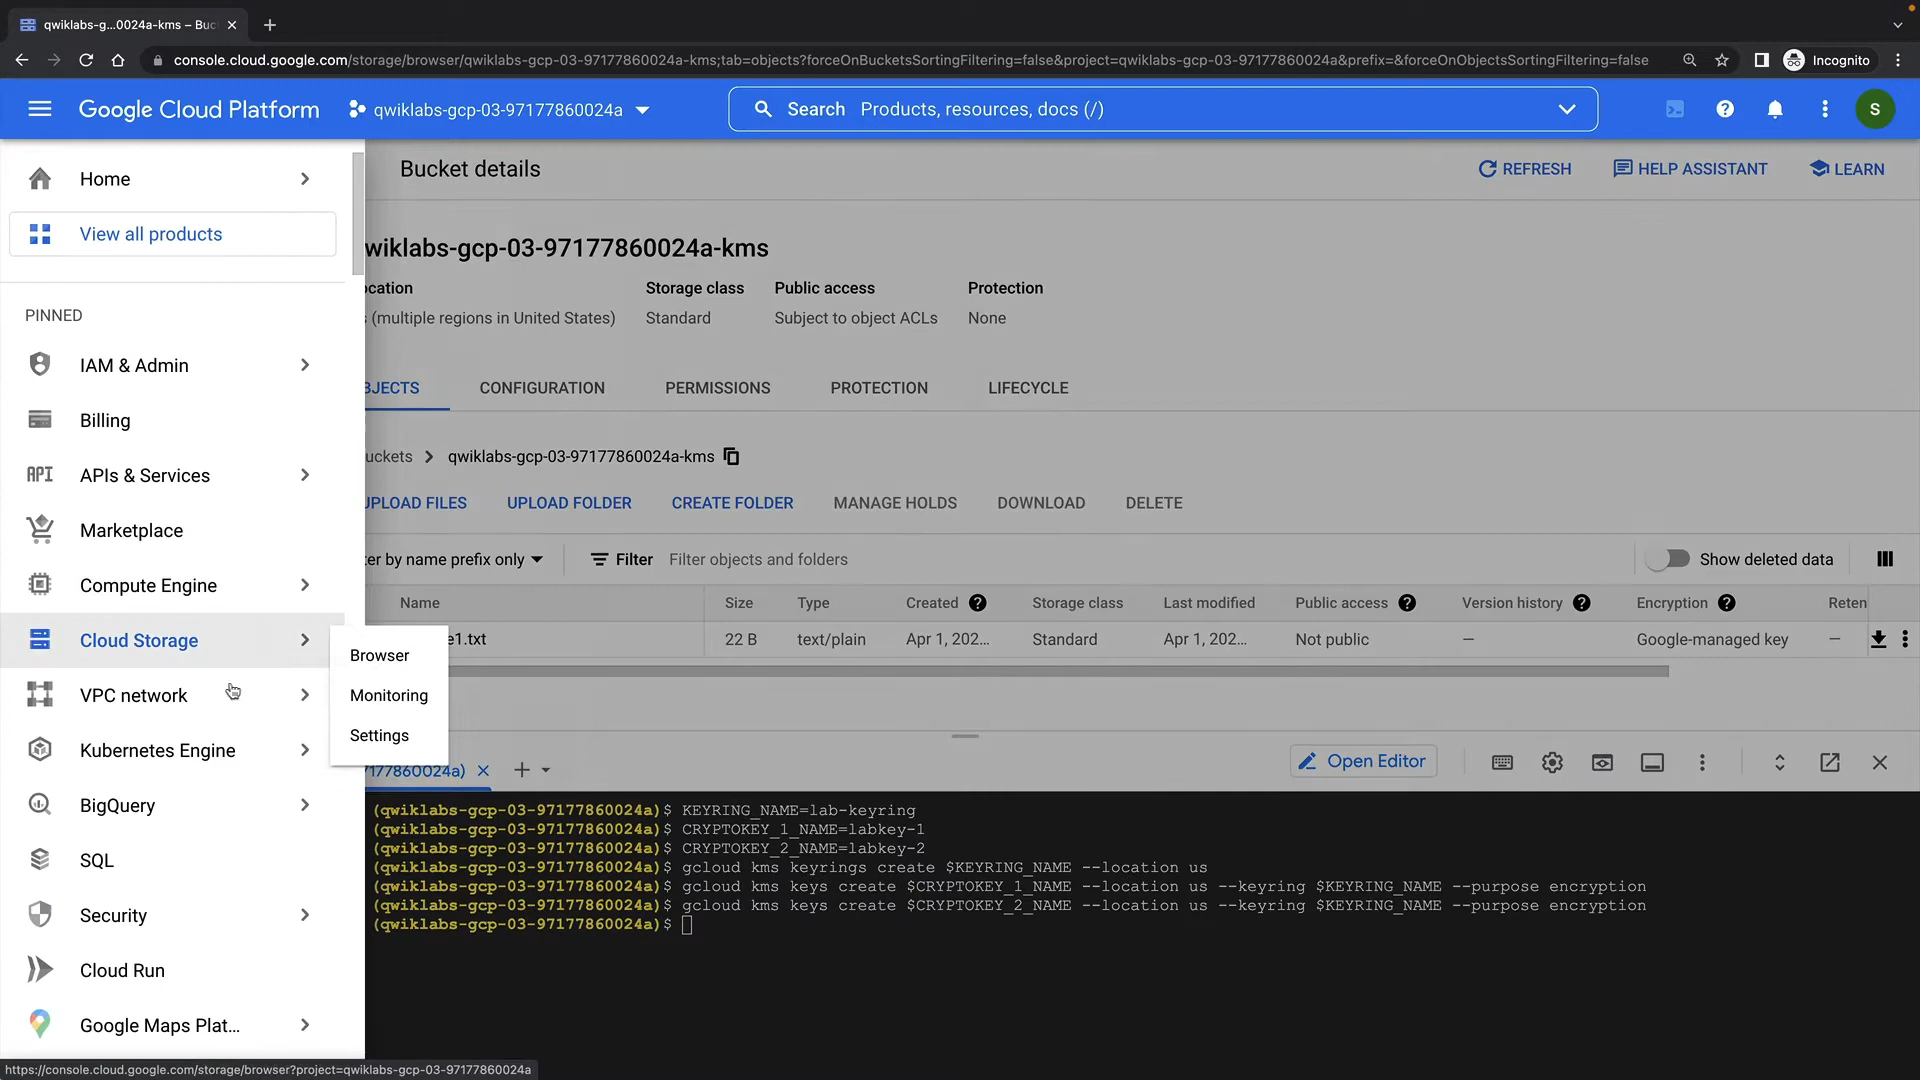 qwiklabs-g...0024a-kms – Buc
console.cloud.google.com/storage/browser/qwiklabs-gcp-03-97177860024a-kms;tab=objects?forceOnBucketsSortingFiltering=false&project=qwiklabs-gcp-03-97177860024a&prefix=&forceOnObjectsSortingFiltering=false
Incognito
Google Cloud Platform
qwiklabs-gcp-03-97177860024a
Search Products, resources, docs (/)
S
Home
View all products
PINNED
IAM & Admin
Billing
API APIs & Services
Marketplace
Compute Engine
Cloud Storage
VPC network
Kubernetes Engine
BigQuery
SQL
Security
Cloud Run
Google Maps Plat...
Browser
Monitoring
Settings
Bucket details
REFRESH
HELP ASSISTANT
LEARN
wiklabs-gcp-03-97177860024a-kms
ocation Storage class Public access Protection
s (multiple regions in United States) Standard Subject to object ACLs None
BJECTS CONFIGURATION PERMISSIONS PROTECTION LIFECYCLE
uckets > qwiklabs-gcp-03-97177860024a-kms
UPLOAD FILES UPLOAD FOLDER CREATE FOLDER MANAGE HOLDS DOWNLOAD DELETE
ter by name prefix only Filter Filter objects and folders Show deleted data
Name Size Type Created Storage class Last modified Public access Version history Encryption Reten
e1.txt 22 B text/plain Apr 1, 202... Standard Apr 1, 202... Not public — Google-managed key —
7177860024a)
Open Editor
(qwiklabs-gcp-03-97177860024a)$ KEYRING_NAME=lab-keyring
(qwiklabs-gcp-03-97177860024a)$ CRYPTOKEY_1_NAME=labkey-1
(qwiklabs-gcp-03-97177860024a)$ CRYPTOKEY_2_NAME=labkey-2
(qwiklabs-gcp-03-97177860024a)$ gcloud kms keyrings create $KEYRING_NAME --location us
(qwiklabs-gcp-03-97177860024a)$ gcloud kms keys create $CRYPTOKEY_1_NAME --location us --keyring $KEYRING_NAME --purpose encryption
(qwiklabs-gcp-03-97177860024a)$ gcloud kms keys create $CRYPTOKEY_2_NAME --location us --keyring $KEYRING_NAME --purpose encryption
(qwiklabs-gcp-03-97177860024a)$
https://console.cloud.google.com/storage/browser?project=qwiklabs-gcp-03-97177860024a